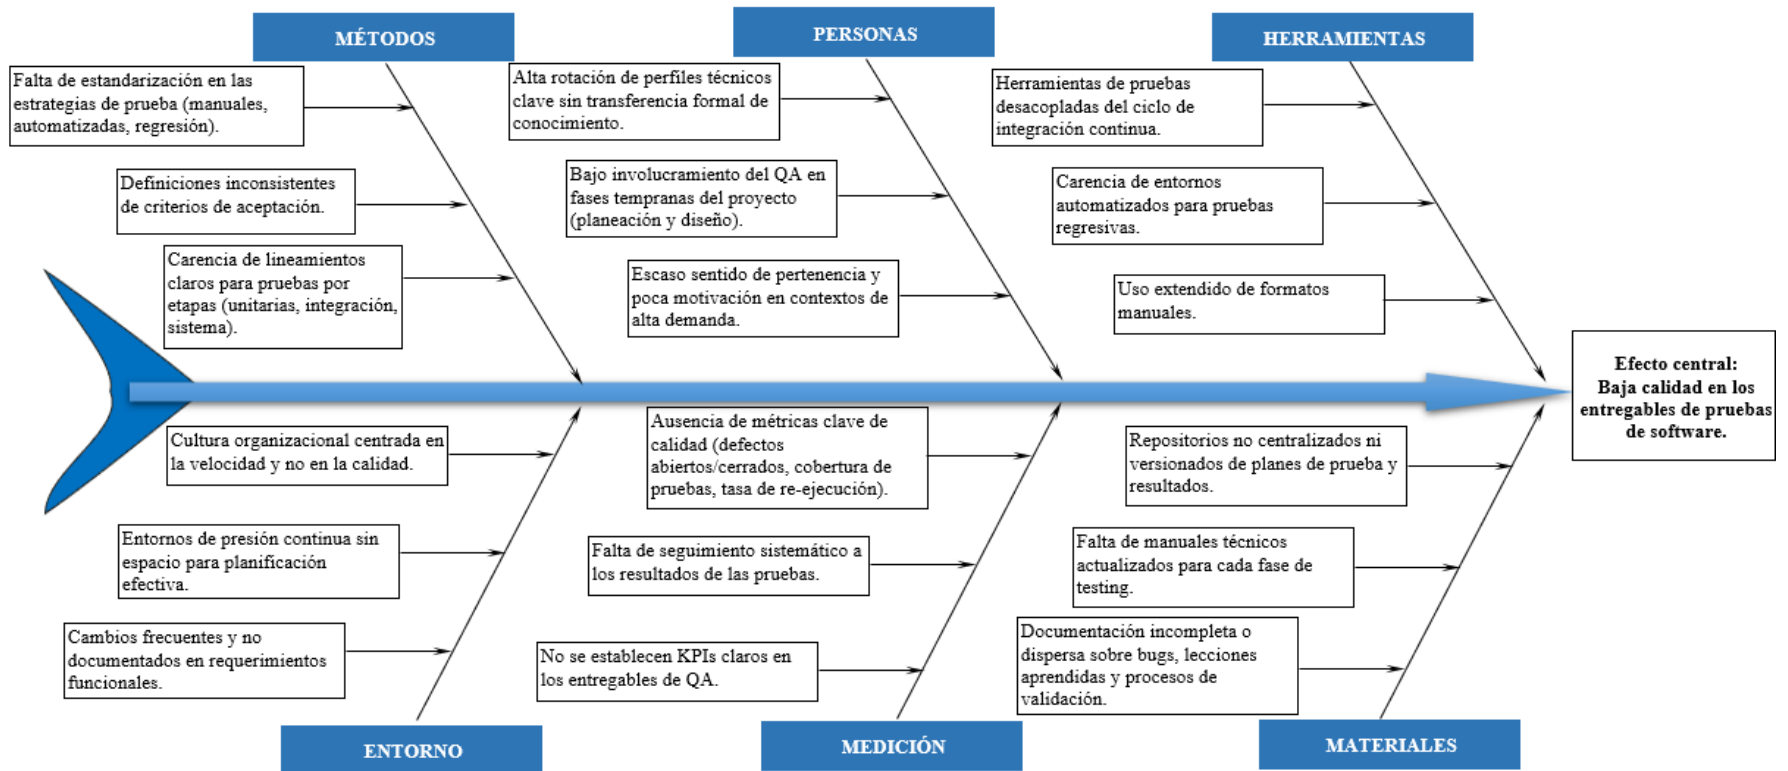 MÉTODOS
Falta de estandarización en las
estrategias de prueba (manuales,
automatizadas, regresión).
Definiciones inconsistentes
de criterios de aceptación.
Carencia de lineamientos
claros para pruebas por
etapas (unitarias, integración,
sistema).
PERSONAS
Alta rotación de perfiles técnicos
clave sin transferencia formal de
conocimiento.
Bajo involucramiento del QA en
fases tempranas del proyecto
(planeación y diseño).
Escaso sentido de pertenencia y
poca motivación en contextos de
alta demanda.
HERRAMIENTAS
Herramientas de pruebas
desacopladas del ciclo de
integración continua.
Carencia de entornos
automatizados para pruebas
regresivas.
Uso extendido de formatos
manuales.
Efecto central:
Baja calidad en los
entregables de pruebas
de software.
Cultura organizacional centrada en
la velocidad y no en la calidad.
Entornos de presión continua sin
espacio para planificación
efectiva.
Cambios frecuentes y no
documentados en requerimientos
funcionales.
ENTORNO
Ausencia de métricas clave de
calidad (defectos
abiertos/cerrados, cobertura de
pruebas, tasa de re-ejecución).
Falta de seguimiento sistemático a
los resultados de las pruebas.
No se establecen KPIs claros en
los entregables de QA.
MEDICIÓN
Repositorios no centralizados ni
versionados de planes de prueba y
resultados.
Falta de manuales técnicos
actualizados para cada fase de
testing.
Documentación incompleta o
dispersa sobre bugs, lecciones
aprendidas y procesos de
validación.
MATERIALES